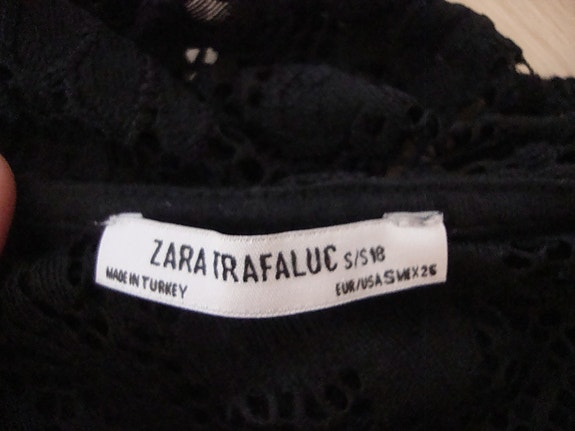 ZARA TRAFALUC S/S18
MADE IN TURKEY
EUR/USA S MEX 26